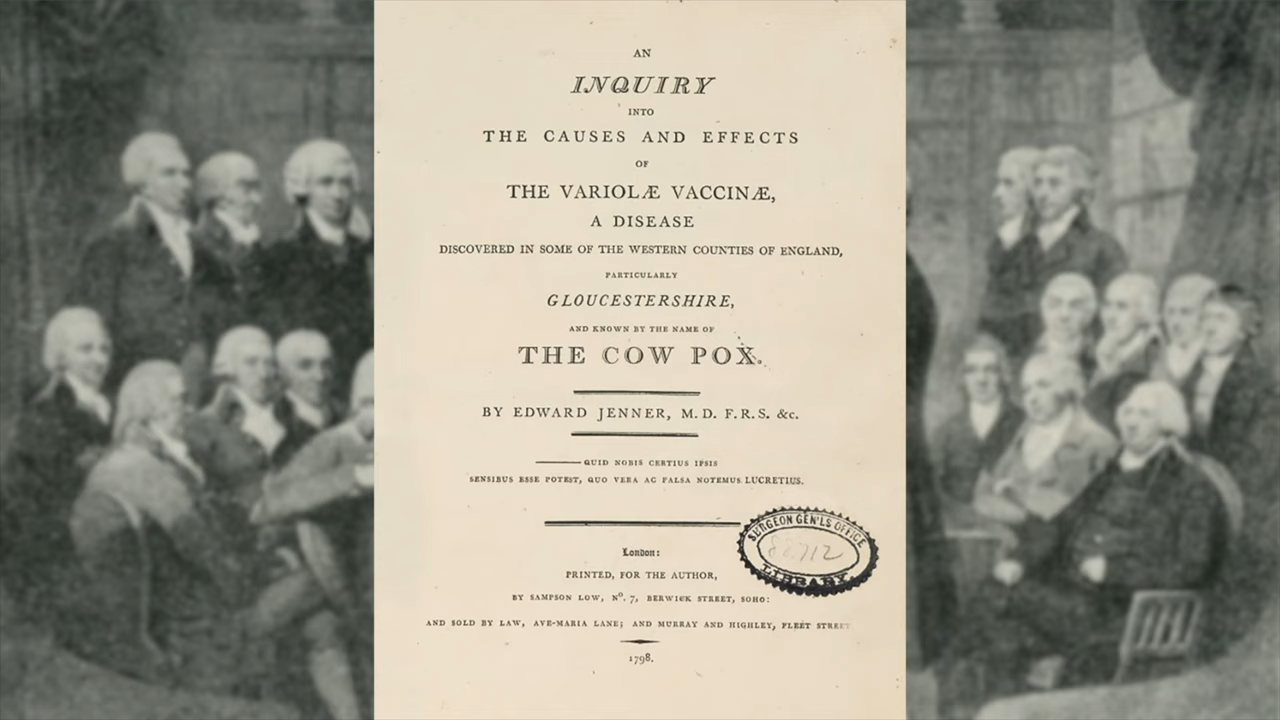 AN
INQUIRY
INTO
THE CAUSES AND EFFECTS
OF
THE VARIOLÆ VACCINÆ,
A DISEASE
DISCOVERED IN SOME OF THE WESTERN COUNTIES OF ENGLAND,
PARTICULARLY
GLOUCESTERSHIRE,
AND KNOWN BY THE NAME OF
THE COW POX.
BY EDWARD JENNER, M.D. F.R.S. &c.
QUID NOBIS CERTIUS IPSIS
SENSIBUS ESSE POTEST, QUO VERA AC FALSA NOTEMUS. LUCRETIUS.
SURGEON GEN'LS OFFICE
LIBRARY.
London:
PRINTED, FOR THE AUTHOR,
BY SAMPSON LOW, Nº. 7, BERWICK STREET, SOHO:
AND SOLD BY LAW, AVE-MARIA LANE; AND MURRAY AND HIGHLEY, FLEET STREET
1798.